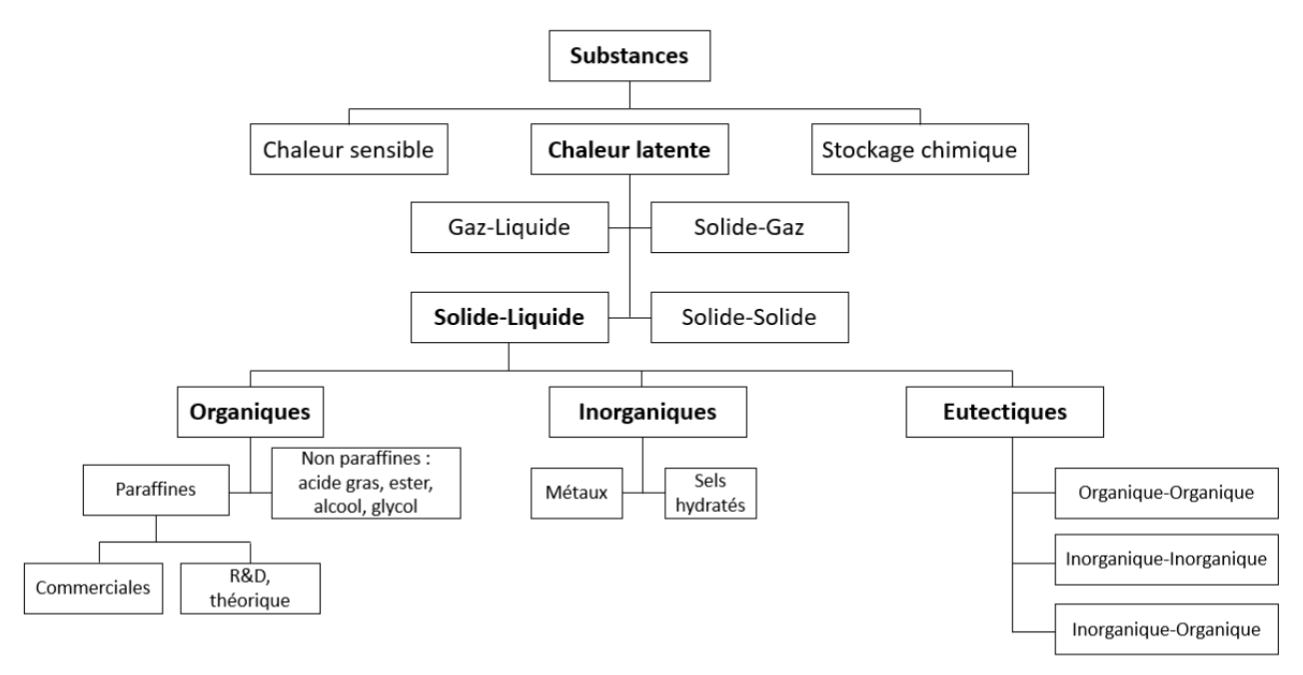 Substances
Chaleur sensible
Chaleur latente
Stockage chimique
Gaz-Liquide
Solide-Gaz
Solide-Liquide
Solide-Solide
Organiques
Inorganiques
Eutectiques
Paraffines
Non paraffines :
acide gras, ester,
alcool, glycol
Métaux
Sels
hydratés
Organique-Organique
Inorganique-Inorganique
Inorganique-Organique
Commerciales
R&D,
théorique